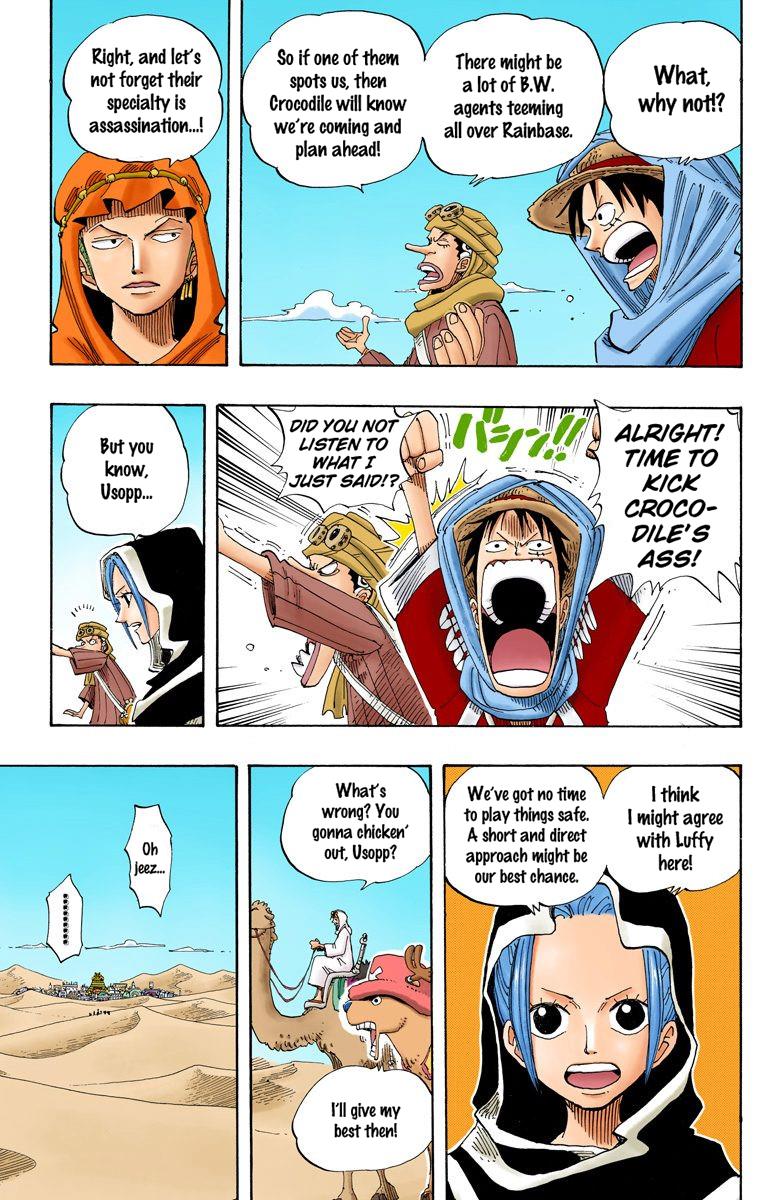 What,
why not!?
There might be
a lot of B.W.
agents teeming
all over Rainbase.
So if one of them
spots us, then
Crocodile will know
we're coming and
plan ahead!
Right, and let's
not forget their
specialty is
assassination...!
ALRIGHT!
TIME TO
KICK
CROCO-
DILE'S
ASS!
バシン!!
DID YOU NOT
LISTEN TO
WHAT I
JUST SAID!?
But you
know,
Usopp...
I think
I might agree
with Luffy
here!
We've got no time
to play things safe.
A short and direct
approach might be
our best chance.
What's
wrong? You
gonna chicken'
out, Usopp?
I'll give my
best then!
Oh
jeez...
.......